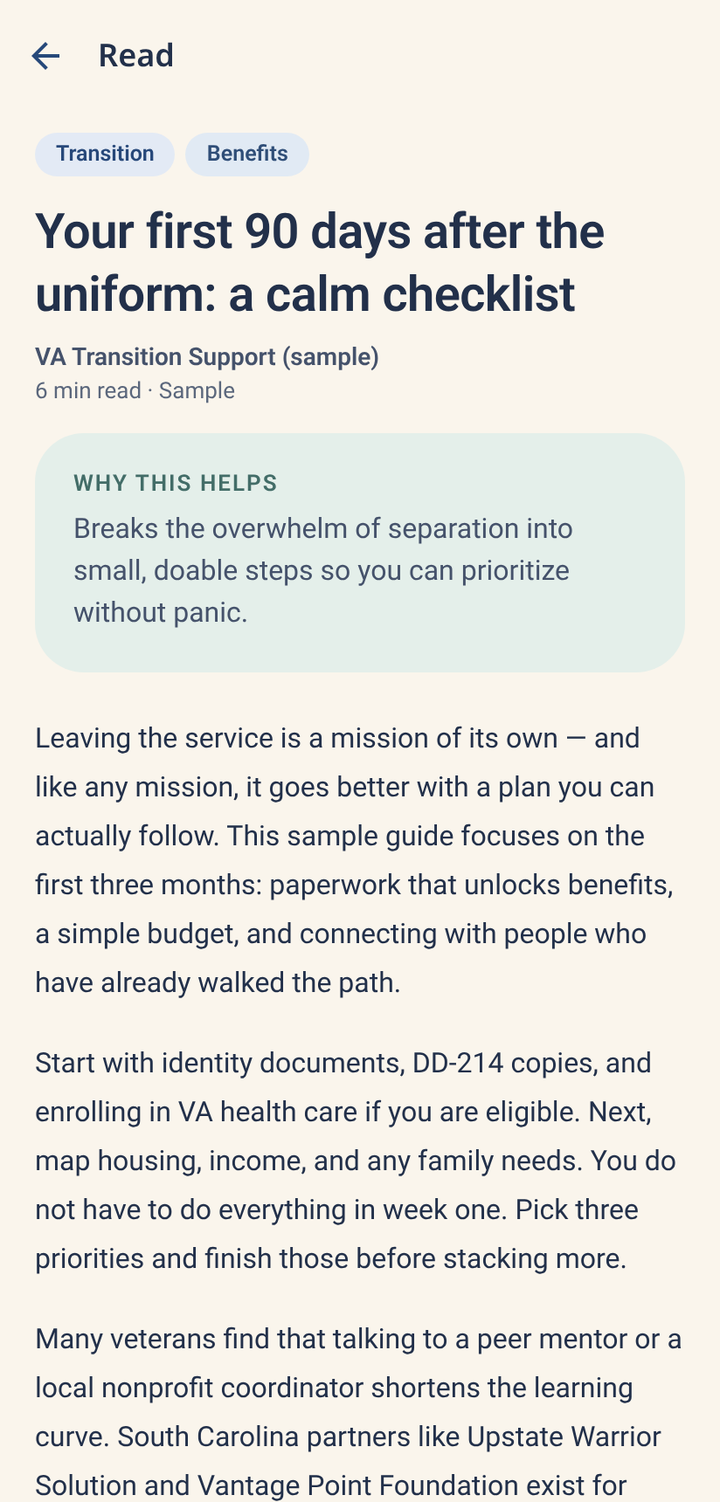 Read
Transition
Benefits
Your first 90 days after the
uniform: a calm checklist
VA Transition Support (sample)
6 min read · Sample
WHY THIS HELPS
Breaks the overwhelm of separation into
small, doable steps so you can prioritize
without panic.
Leaving the service is a mission of its own — and
like any mission, it goes better with a plan you can
actually follow. This sample guide focuses on the
first three months: paperwork that unlocks benefits,
a simple budget, and connecting with people who
have already walked the path.
Start with identity documents, DD-214 copies, and
enrolling in VA health care if you are eligible. Next,
map housing, income, and any family needs. You do
not have to do everything in week one. Pick three
priorities and finish those before stacking more.
Many veterans find that talking to a peer mentor or a
local nonprofit coordinator shortens the learning
curve. South Carolina partners like Upstate Warrior
Solution and Vantage Point Foundation exist for